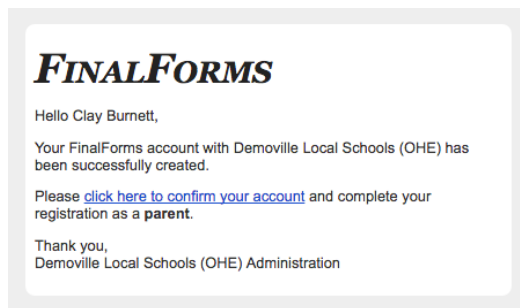 FINALFORMS
Hello Clay Burnett,
Your FinalForms account with Demoville Local Schools (OHE) has
been successfully created.
Please click here to confirm your account and complete your
registration as a parent.
Thank you,
Demoville Local Schools (OHE) Administration